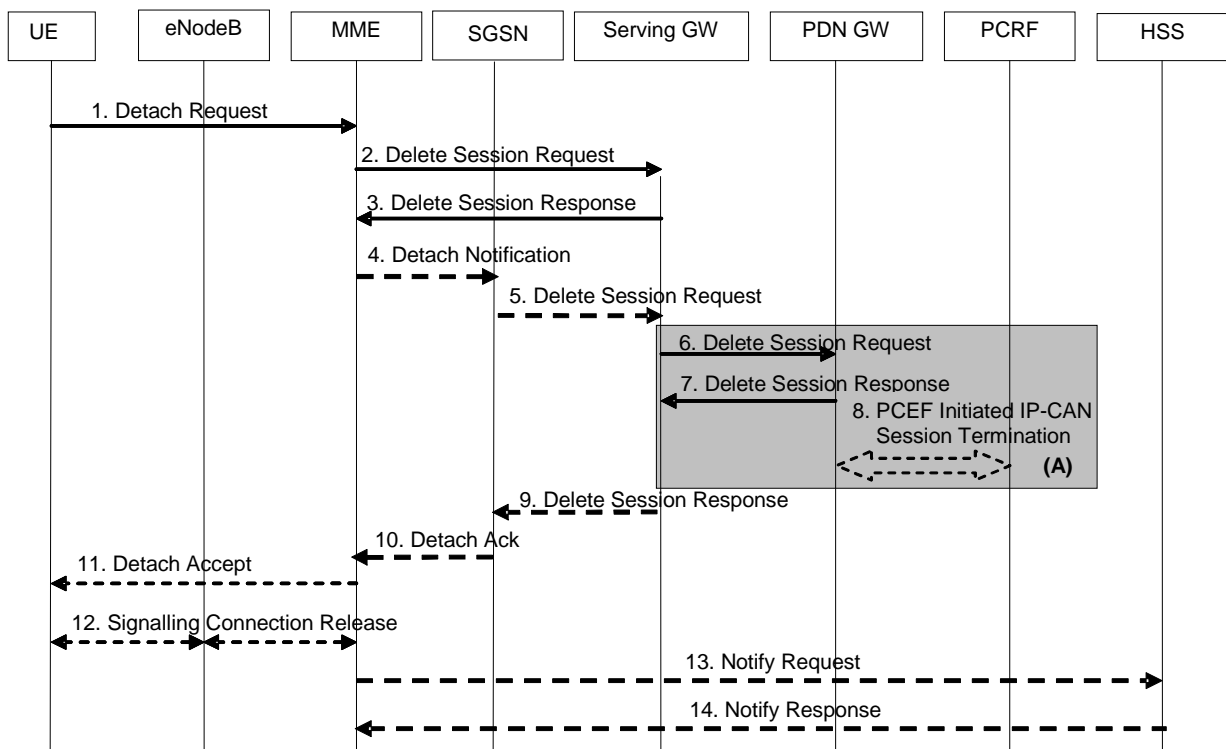 UE
eNodeB
MME
SGSN
Serving GW
PDN GW
PCRF
HSS
1. Detach Request
2. Delete Session Request
3. Delete Session Response
4. Detach Notification
5. Delete Session Request
6. Delete Session Request
7. Delete Session Response
8. PCEF Initiated IP-CAN
Session Termination
(A)
9. Delete Session Response
10. Detach Ack
11. Detach Accept
12. Signalling Connection Release
13. Notify Request
14. Notify Response